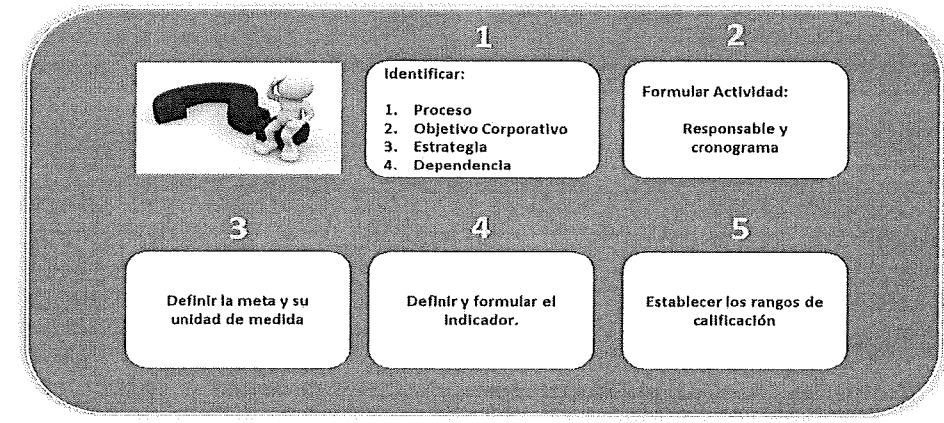 1
Identificar:
1. Proceso
2. Objetivo Corporativo
3. Estrategia
4. Dependencia
2
Formular Actividad:
Responsable y
cronograma
3
Definir la meta y su
unidad de medida
4
Definir y formular el
indicador.
5
Establecer los rangos de
calificación